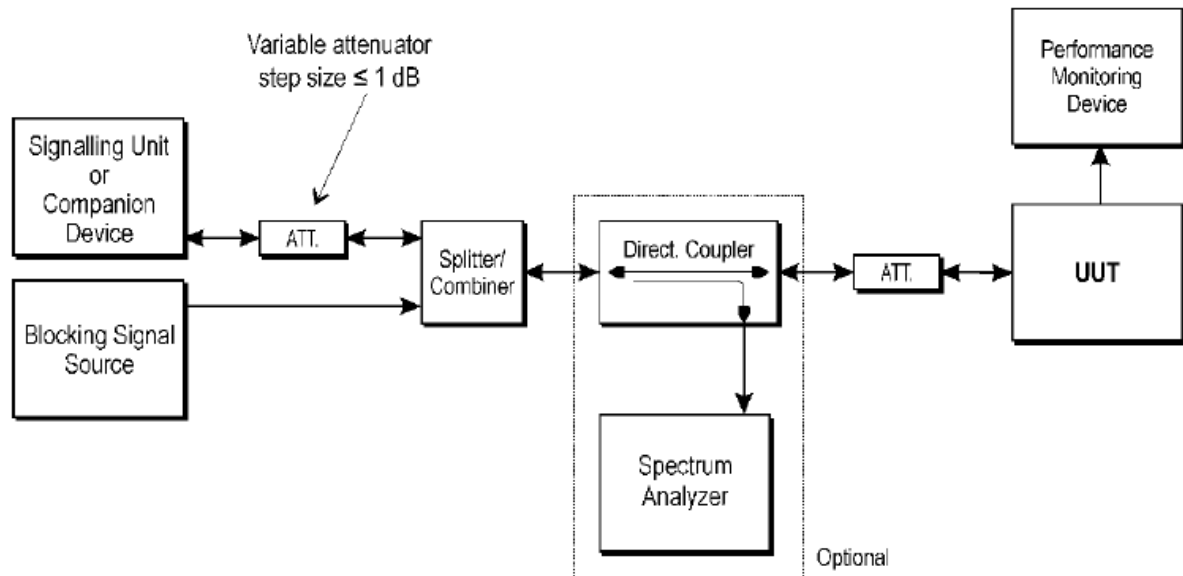 Variable attenuator
step size ≤ 1 dB
Performance
Monitoring
Device
Signalling Unit
or
Companion
Device
ATT.
Splitter/
Combiner
Direct. Coupler
ATT.
UUT
Blocking Signal
Source
Spectrum
Analyzer
Optional